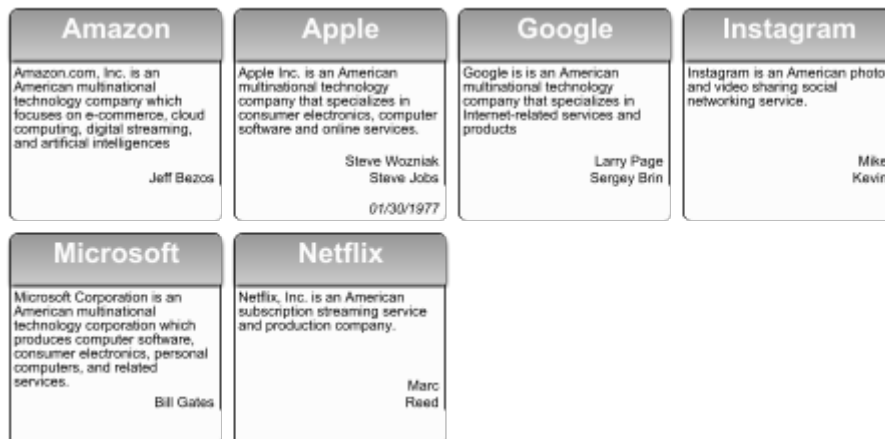 Amazon
Amazon.com, Inc. is an
American multinational
technology company which
focuses on e-commerce, cloud
computing, digital streaming,
and artificial intelligences
Jeff Bezos
Apple
Apple Inc. is an American
multinational technology
company that specializes in
consumer electronics, computer
software and online services.
Steve Wozniak
Steve Jobs
01/30/1977
Google
Google is is an American
multinational technology
company that specializes in
Internet-related services and
products
Larry Page
Sergey Brin
Instagram
Instagram is an American photo
and video sharing social
networking service.
Mike
Kevin
Microsoft
Microsoft Corporation is an
American multinational
technology corporation which
produces computer software,
consumer electronics, personal
computers, and related
services.
Bill Gates
Netflix
Netflix, Inc. is an American
subscription streaming service
and production company.
Marc
Reed